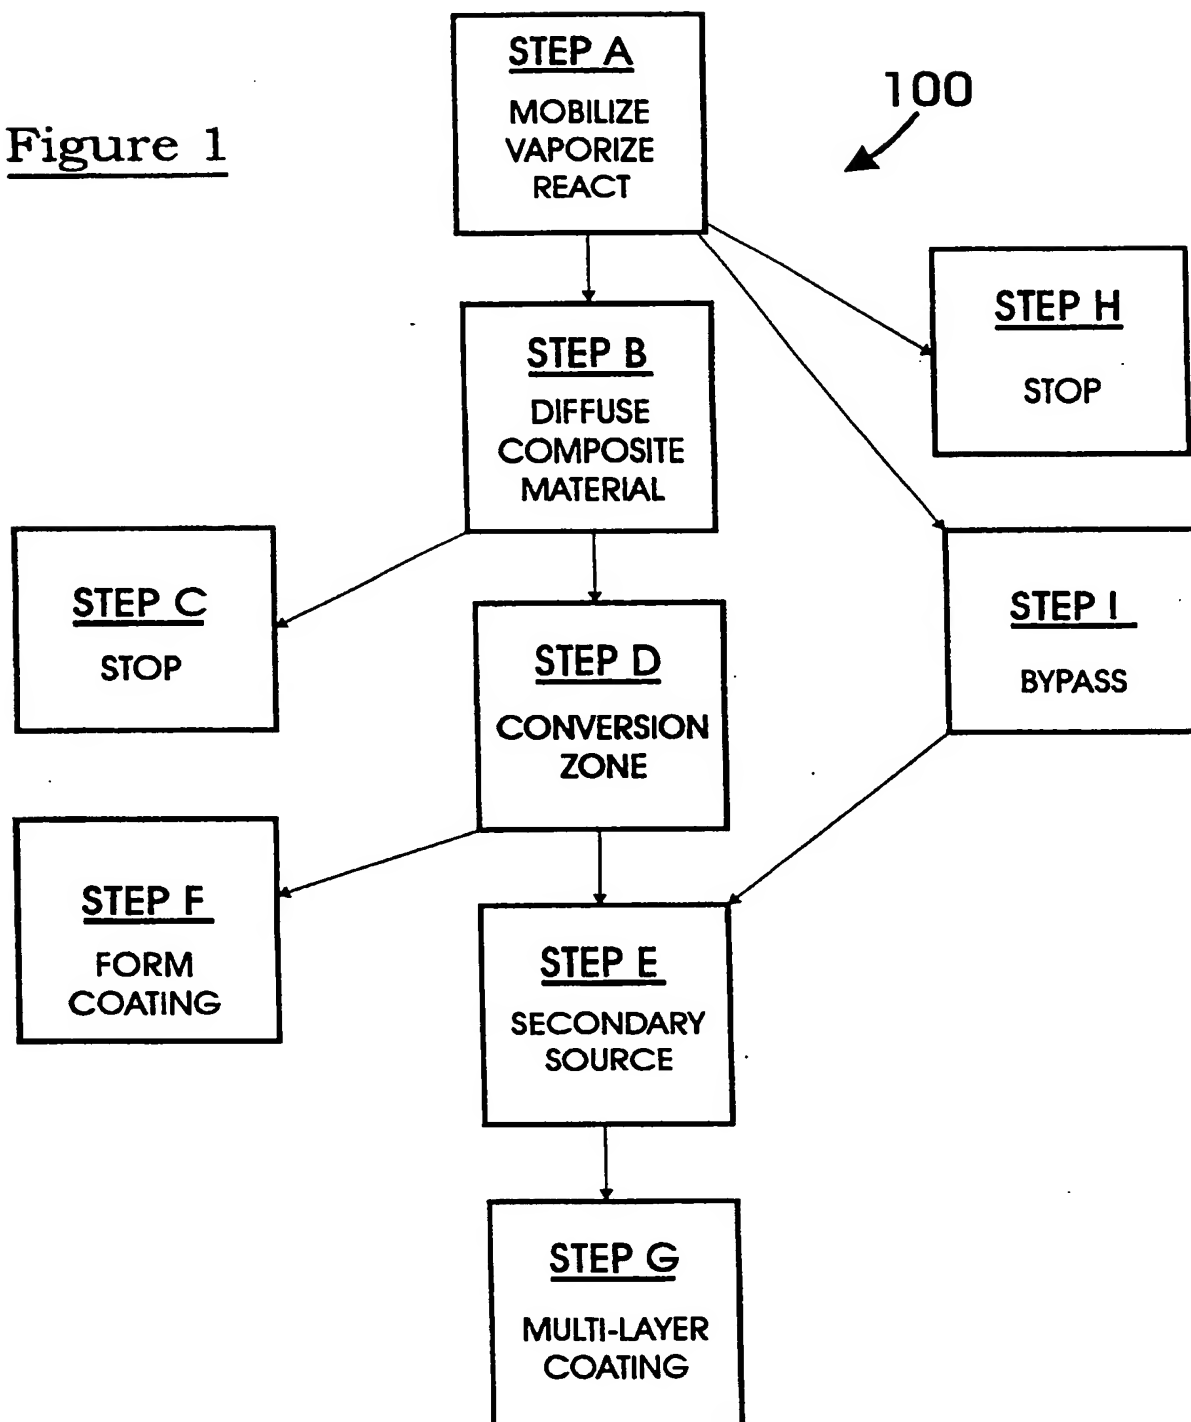 Figure 1
100
STEP A
MOBILIZE
VAPORIZE
REACT
STEP H
STOP
STEP B
DIFFUSE
COMPOSITE
MATERIAL
STEP C
STOP
STEP D
CONVERSION
ZONE
STEP I
BYPASS
STEP F
FORM
COATING
STEP E
SECONDARY
SOURCE
STEP G
MULTI-LAYER
COATING